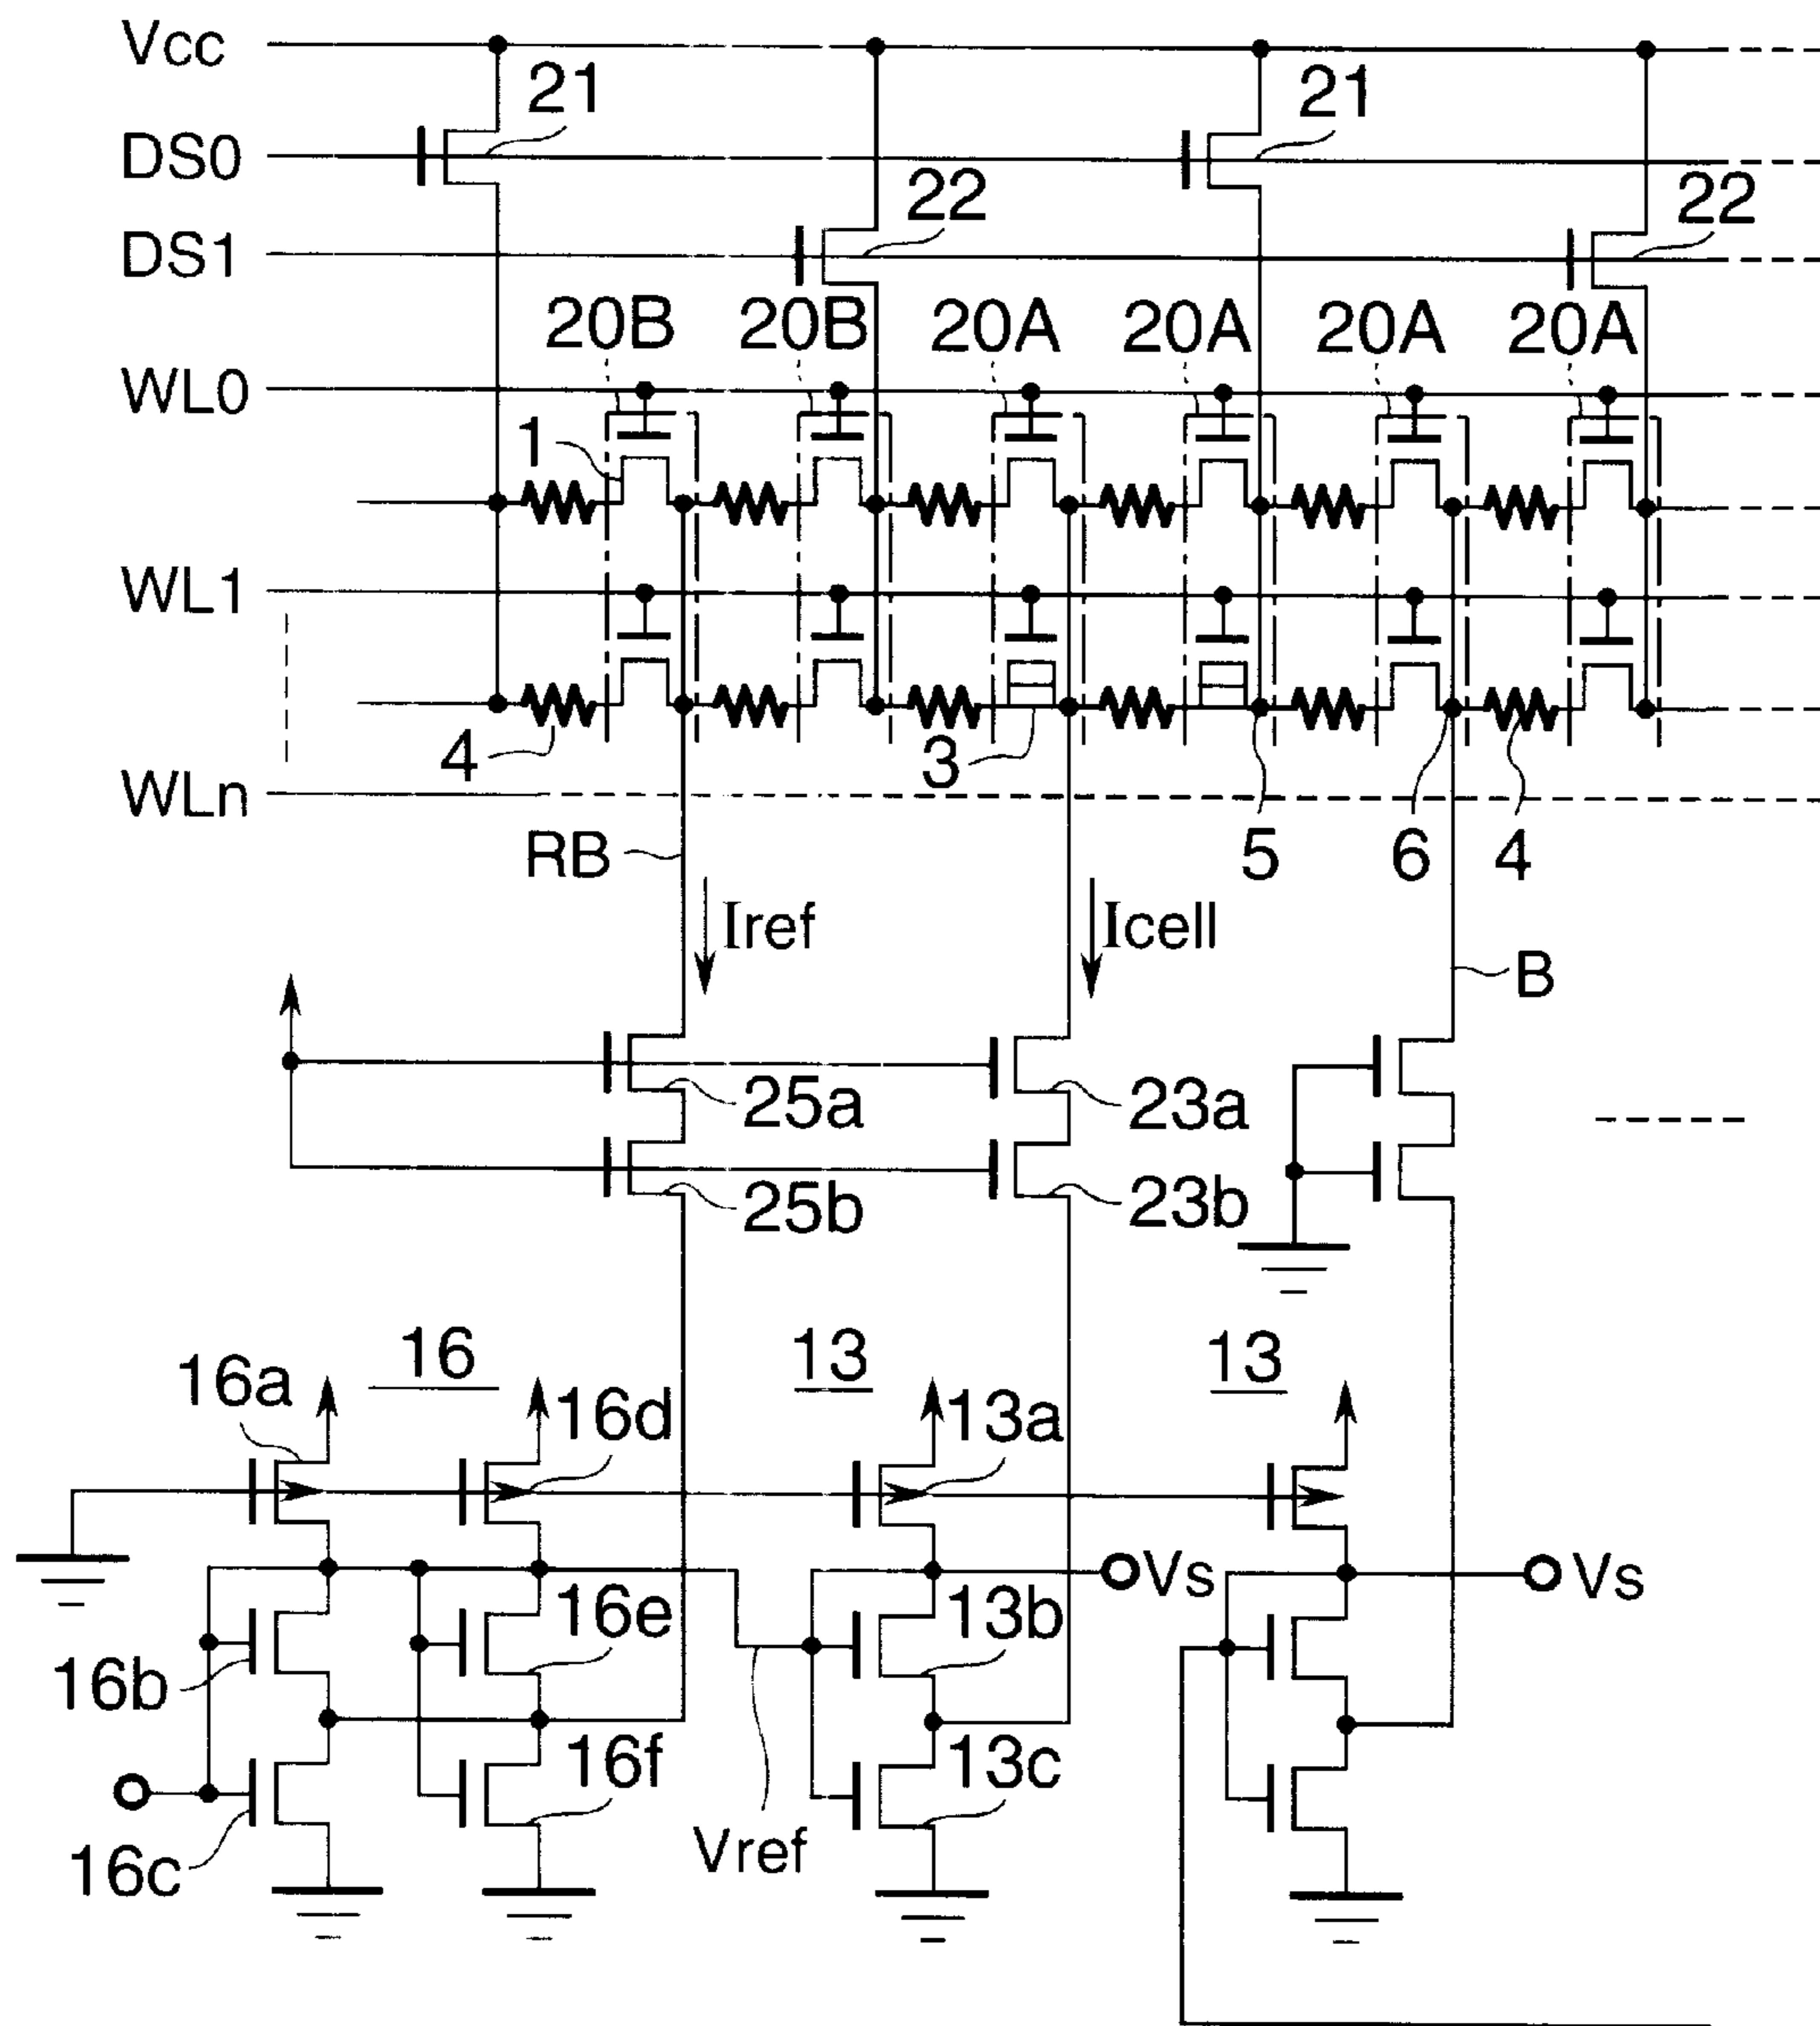 Vcc
21
21
DS0
22
22
DS1
20B
20B
20A
20A
20A
20A
WL0
1
WL1
4
3
WLn
RB
5
6
4
Iref
Icell
B
25a
23a
25b
23b
16a
16
16d
13
13a
13
Vs
Vs
16e
13b
16b
16f
13c
16c
Vref